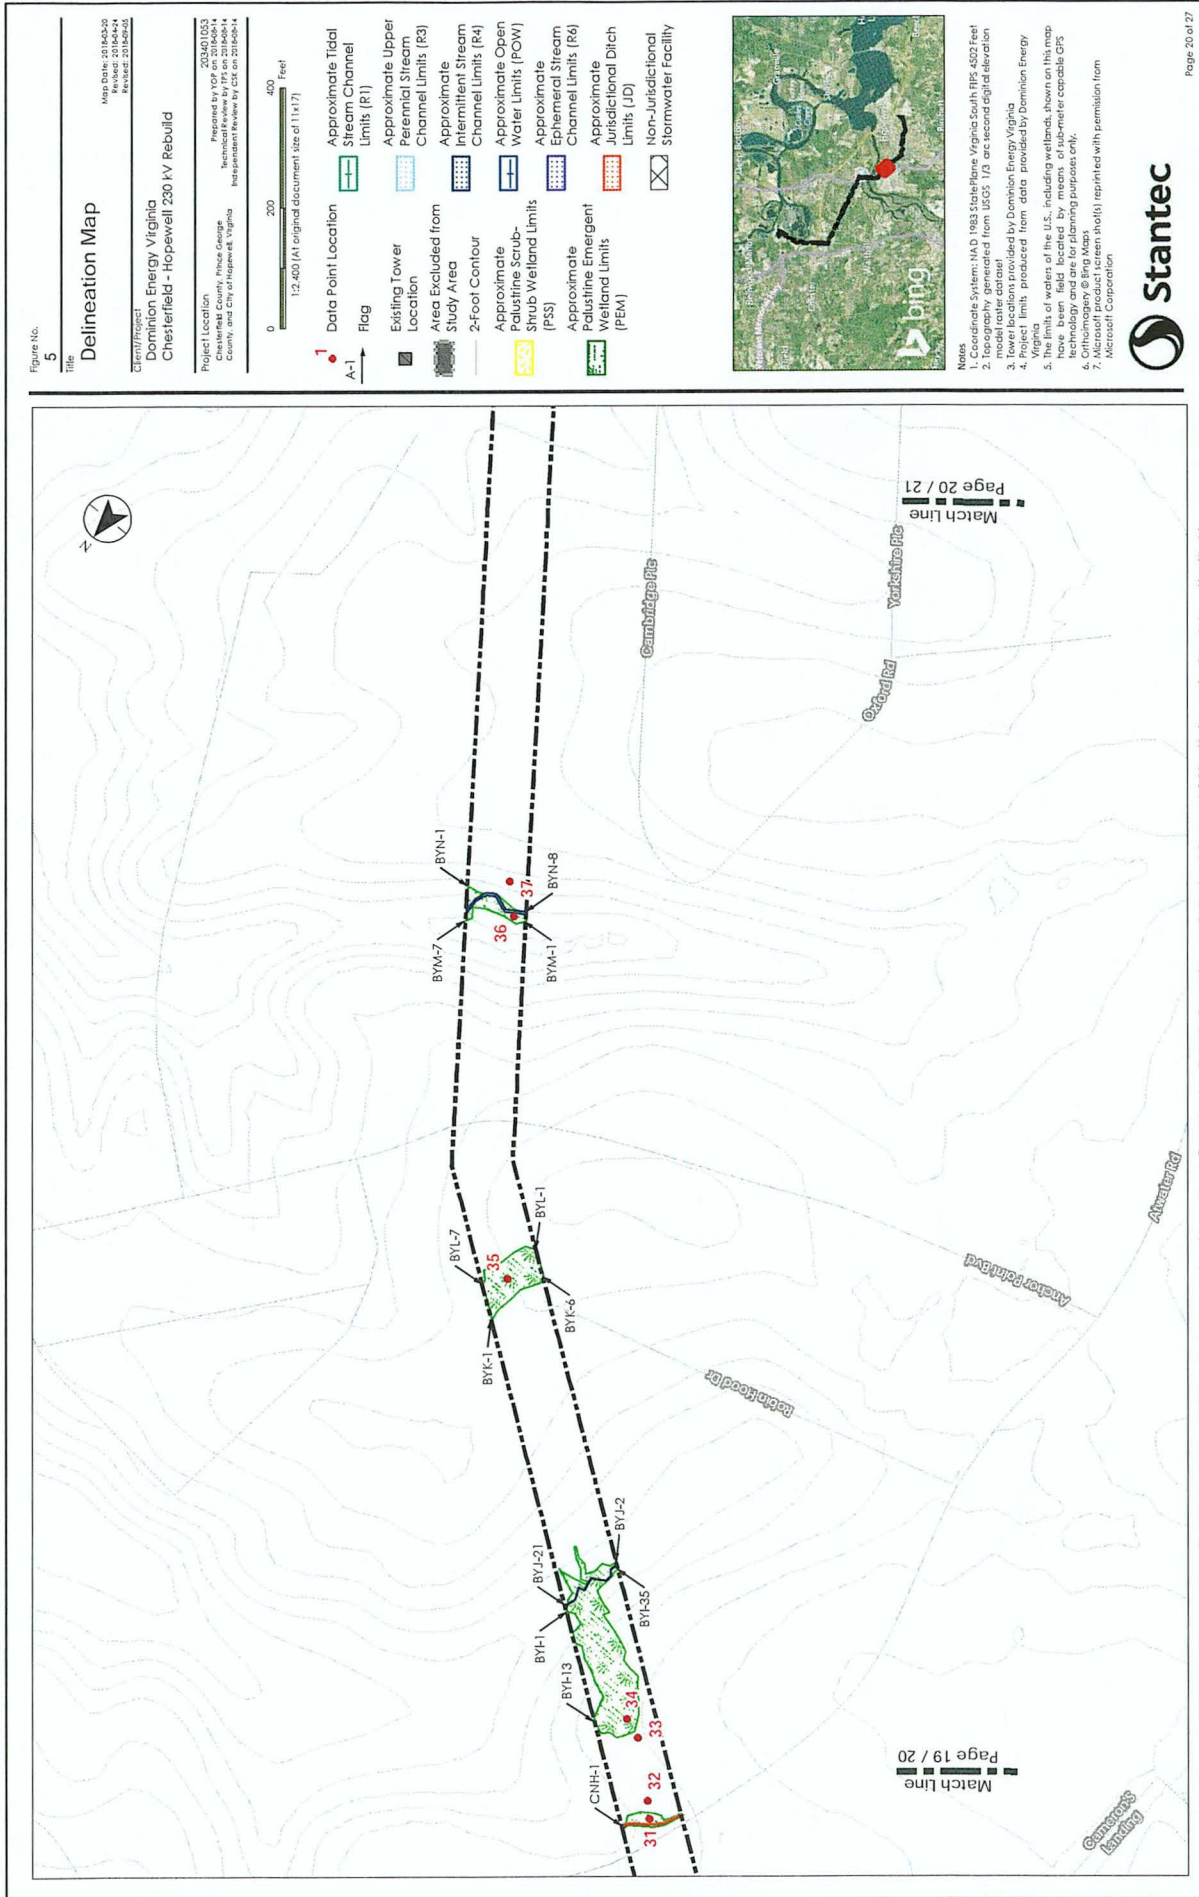 Figure No.
5
Title
Delineation Map
Map Date: 2018-03-20
Revised: 2018-04-24
Revised: 2018-09-05
Client/Project
Dominion Energy Virginia
Chesterfield - Hopewell 230 kV Rebuild
Project Location
Chesterfield County, Prince George
County, and City of Hopewell, Virginia
203401053
Prepared by YOP on 2018-08-14
Technical Review by TPS on 2018-08-14
Independent Review by CSK on 2018-08-14
0 200 400
Feet
1:2,400 (At original document size of 11x17)
1 Data Point Location
A-1 Flag
Existing Tower
Location
Area Excluded from
Study Area
2-Foot Contour
Approximate
Palustrine Scrub-
Shrub Wetland Limits
(PSS)
Approximate
Palustrine Emergent
Wetland Limits
(PEM)
Approximate Tidal
Stream Channel
Limits (R1)
Approximate Upper
Perennial Stream
Channel Limits (R3)
Approximate
Intermittent Stream
Channel Limits (R4)
Approximate Open
Water Limits (POW)
Approximate
Ephemeral Stream
Channel Limits (R6)
Approximate
Jurisdictional Ditch
Limits (JD)
Non-Jurisdictional
Stormwater Facility
bing
Notes
1. Coordinate System: NAD 1983 StatePlane Virginia South FIPS 4502 Feet
2. Topography generated from USGS 1/3 arc second digital elevation
model raster dataset
3. Tower locations provided by Dominion Energy Virginia
4. Project limits produced from data provided by Dominion Energy
Virginia
5. The limits of waters of the U.S., including wetlands, shown on this map
have been field located by means of sub-meter capable GPS
technology and are for planning purposes only.
6. Orthoimagery © Bing Maps
7. Microsoft product screen shot(s) reprinted with permission from
Microsoft Corporation
Stantec
Page 20 of 27
N
CNH-1
BYI-13
BYI-1
BYJ-21
BYK-1
BYL-7
BYM-7
BYN-1
31
32
33
34
35
36
37
BYI-35
BYJ-2
BYK-6
BYL-1
BYM-1
BYN-8
Cambridge Plc
Yorkshire Plc
Oxford Rd
Robin Hood Dr
Anchor Point Bvd
Atwater Rd
Cameron's
Landing
Match Line
Page 19 / 20
Match Line
Page 20 / 21